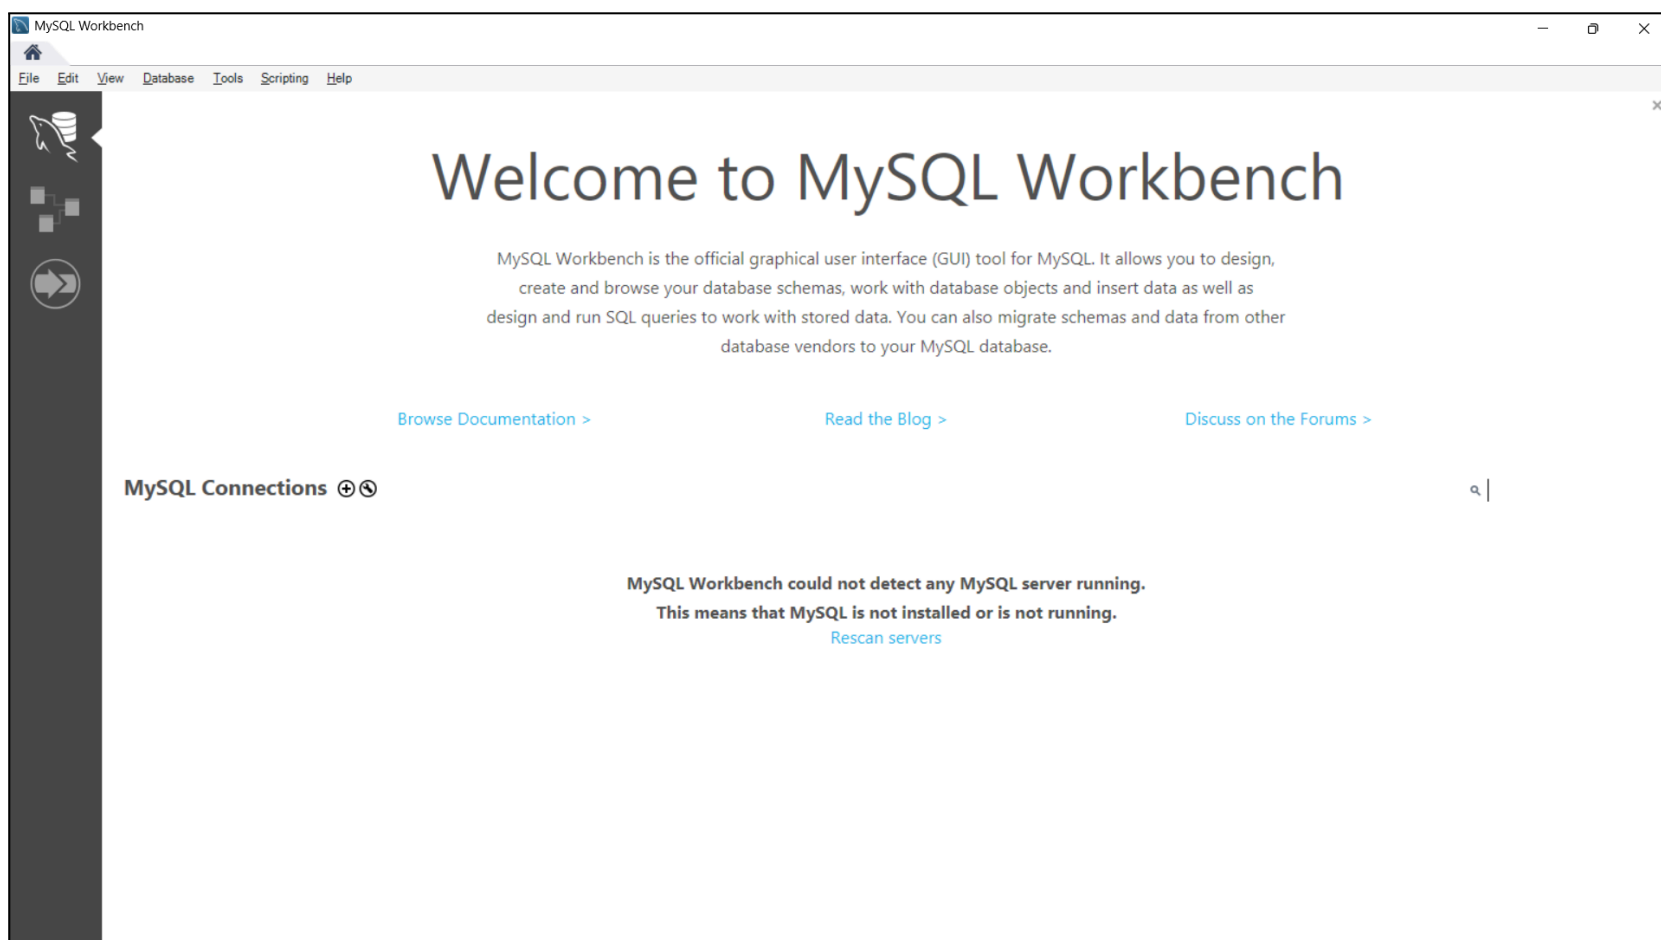 MySQL Workbench
File Edit View Database Tools Scripting Help
Welcome to MySQL Workbench
MySQL Workbench is the official graphical user interface (GUI) tool for MySQL. It allows you to design,
create and browse your database schemas, work with database objects and insert data as well as
design and run SQL queries to work with stored data. You can also migrate schemas and data from other
database vendors to your MySQL database.
Browse Documentation > Read the Blog > Discuss on the Forums >
MySQL Connections
MySQL Workbench could not detect any MySQL server running.
This means that MySQL is not installed or is not running.
Rescan servers